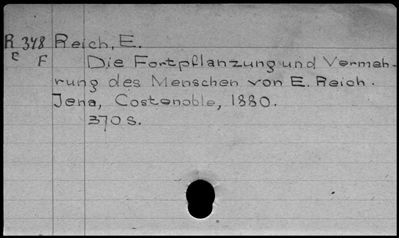 R 348 Reich, E.
E F Die Fortpflanzung und Vermeh-
rung des Menschen von E. Reich.
Jena, Costenoble, 1880.
370 S.